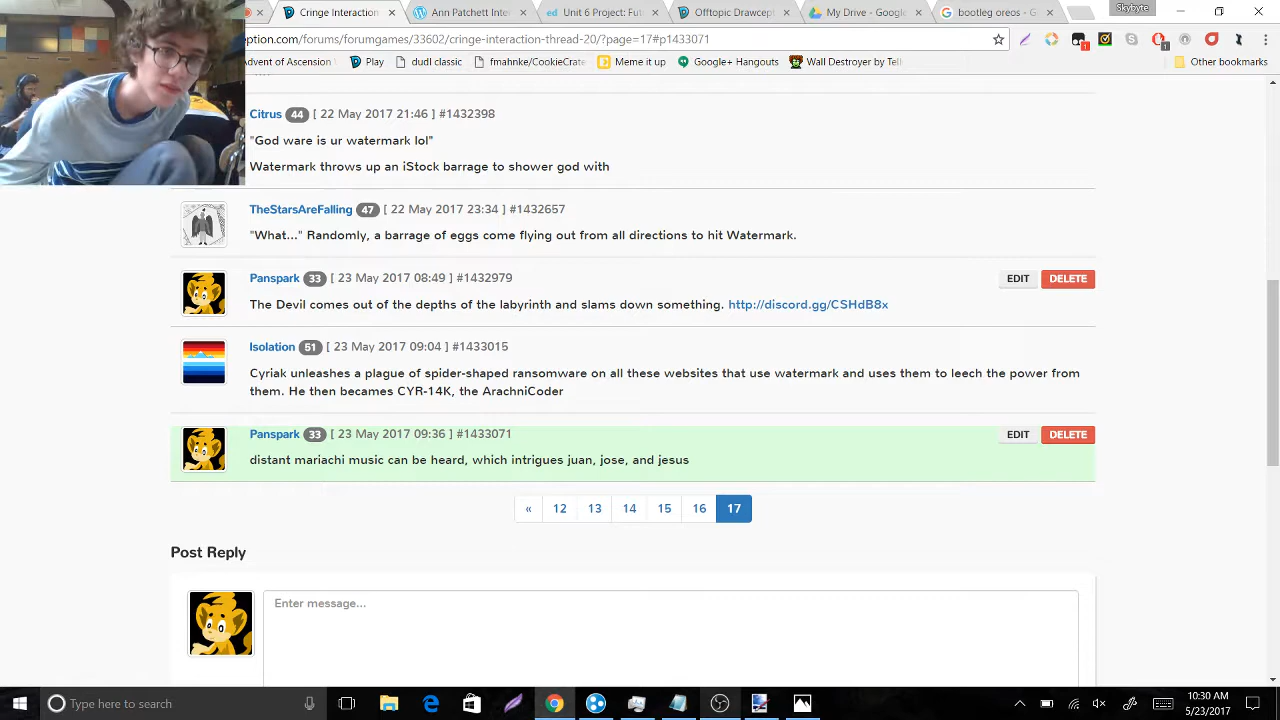 Cringe Interaction
Ann Patchett Inte
Unit 6 Project: Fut
Offtopic Drawcept
My Drive - Google
bootleg oreos - G
Skybyte
ption.com/forums/forumgames/33602/cringe-interaction-thread-20/?page=17#p1433071
dvent of Ascension
Play
dudl classic
fmahnke/CookieCrate
Meme it up
Google+ Hangouts
Wall Destroyer by Tell
Other bookmarks
Citrus 44 [ 22 May 2017 21:46 ] #1432398
"God ware is ur watermark lol"
Watermark throws up an iStock barrage to shower god with
TheStarsAreFalling 47 [ 22 May 2017 23:34 ] #1432657
"What..." Randomly, a barrage of eggs come flying out from all directions to hit Watermark.
Panspark 33 [ 23 May 2017 08:49 ] #1432979
EDIT DELETE
The Devil comes out of the depths of the labyrinth and slams down something. http://discord.gg/CSHdB8x
Isolation 51 [ 23 May 2017 09:04 ] #1433015
Cyriak unleashes a plague of spider-shaped ransomware on all these websites that use watermark and uses them to leech the power from
them. He then becames CYR-14K, the ArachniCoder
Panspark 33 [ 23 May 2017 09:36 ] #1433071
EDIT DELETE
distant mariachi music can be heard, which intrigues juan, jose, and jesus
« 12 13 14 15 16 17
Post Reply
Enter message...
Type here to search
10:30 AM
5/23/2017